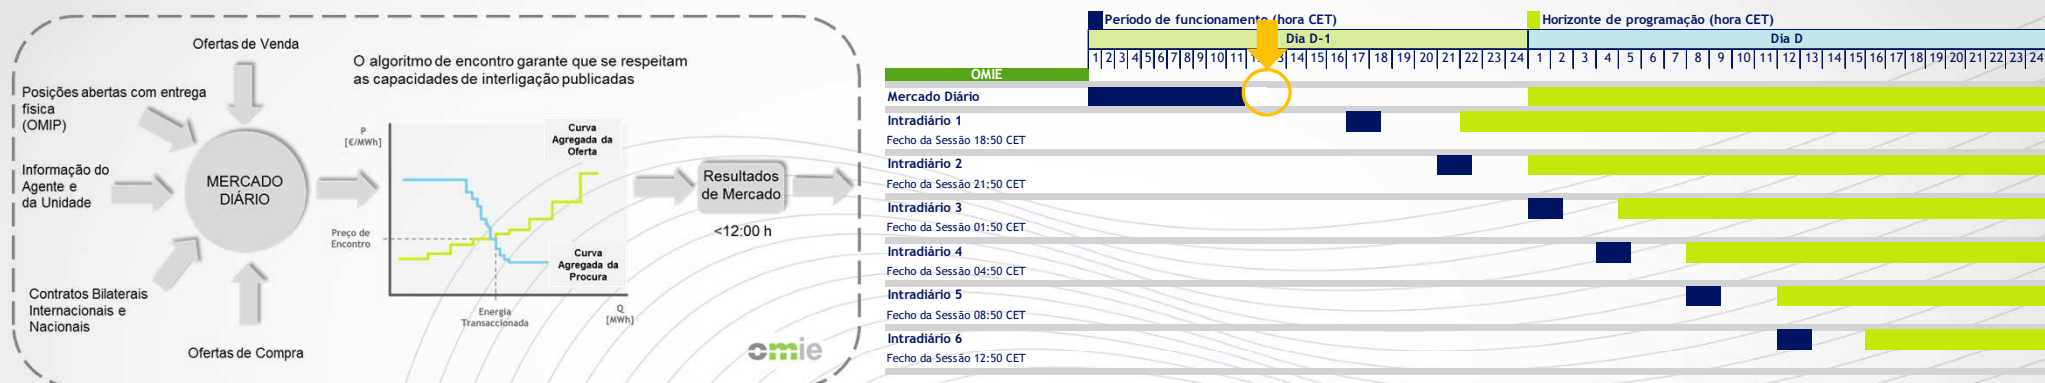 Ofertas de Venda
Posições abertas com entrega
física
(OMIP)
Informação do
Agente e
da Unidade
MERCADO
DIÁRIO
Contratos Bilaterais
Internacionais e
Nacionais
Ofertas de Compra
O algoritmo de encontro garante que se respeitam
as capacidades de interligação publicadas
P
[€/MWh]
Curva
Agregada da
Oferta
Preço de
Encontro
Curva
Agregada da
Procura
Energia
Transaccionada
Q
[MWh]
Resultados
de Mercado
<12:00 h
omie
Período de funcionamento (hora CET)
Horizonte de programação (hora CET)
Dia D-1
Dia D
1 2 3 4 5 6 7 8 9 10 11 14 15 16 17 18 19 20 21 22 23 24 1 2 3 4 5 6 7 8 9 10 11 12 13 14 15 16 17 18 19 20 21 22 23 24
OMIE
Mercado Diário
Intradiário 1
Fecho da Sessão 18:50 CET
Intradiário 2
Fecho da Sessão 21:50 CET
Intradiário 3
Fecho da Sessão 01:50 CET
Intradiário 4
Fecho da Sessão 04:50 CET
Intradiário 5
Fecho da Sessão 08:50 CET
Intradiário 6
Fecho da Sessão 12:50 CET